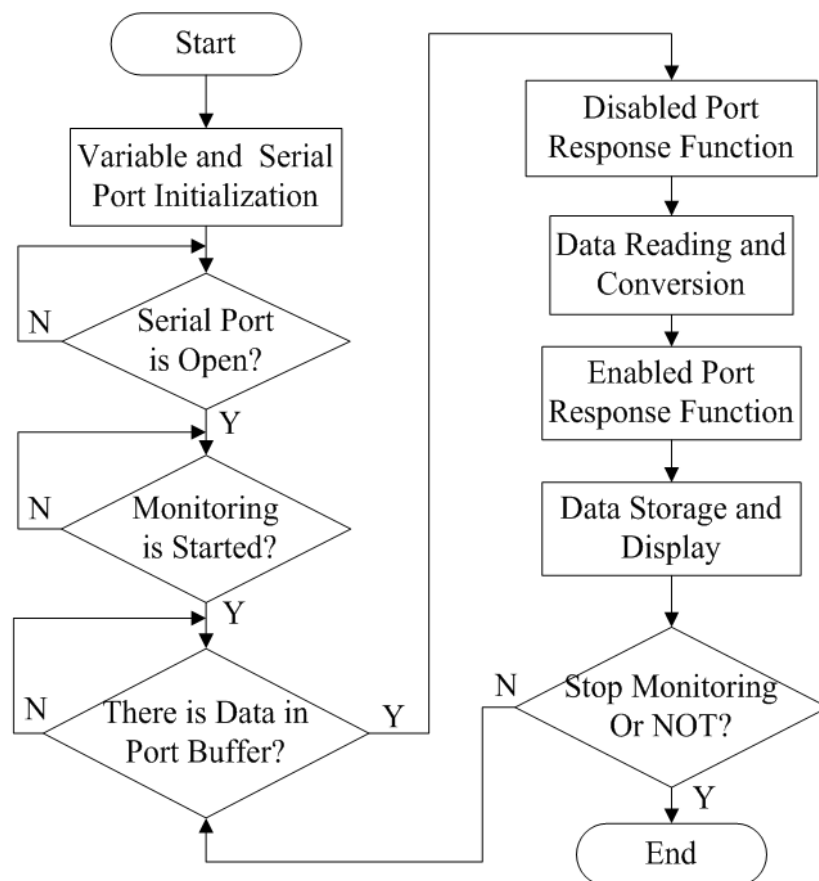 Start
Variable and Serial
Port Initialization
N
Serial Port
is Open?
Y
N
Monitoring
is Started?
Y
N
There is Data in
Port Buffer?
Y
Disabled Port
Response Function
Data Reading and
Conversion
Enabled Port
Response Function
Data Storage and
Display
N
Stop Monitoring
Or NOT?
Y
End